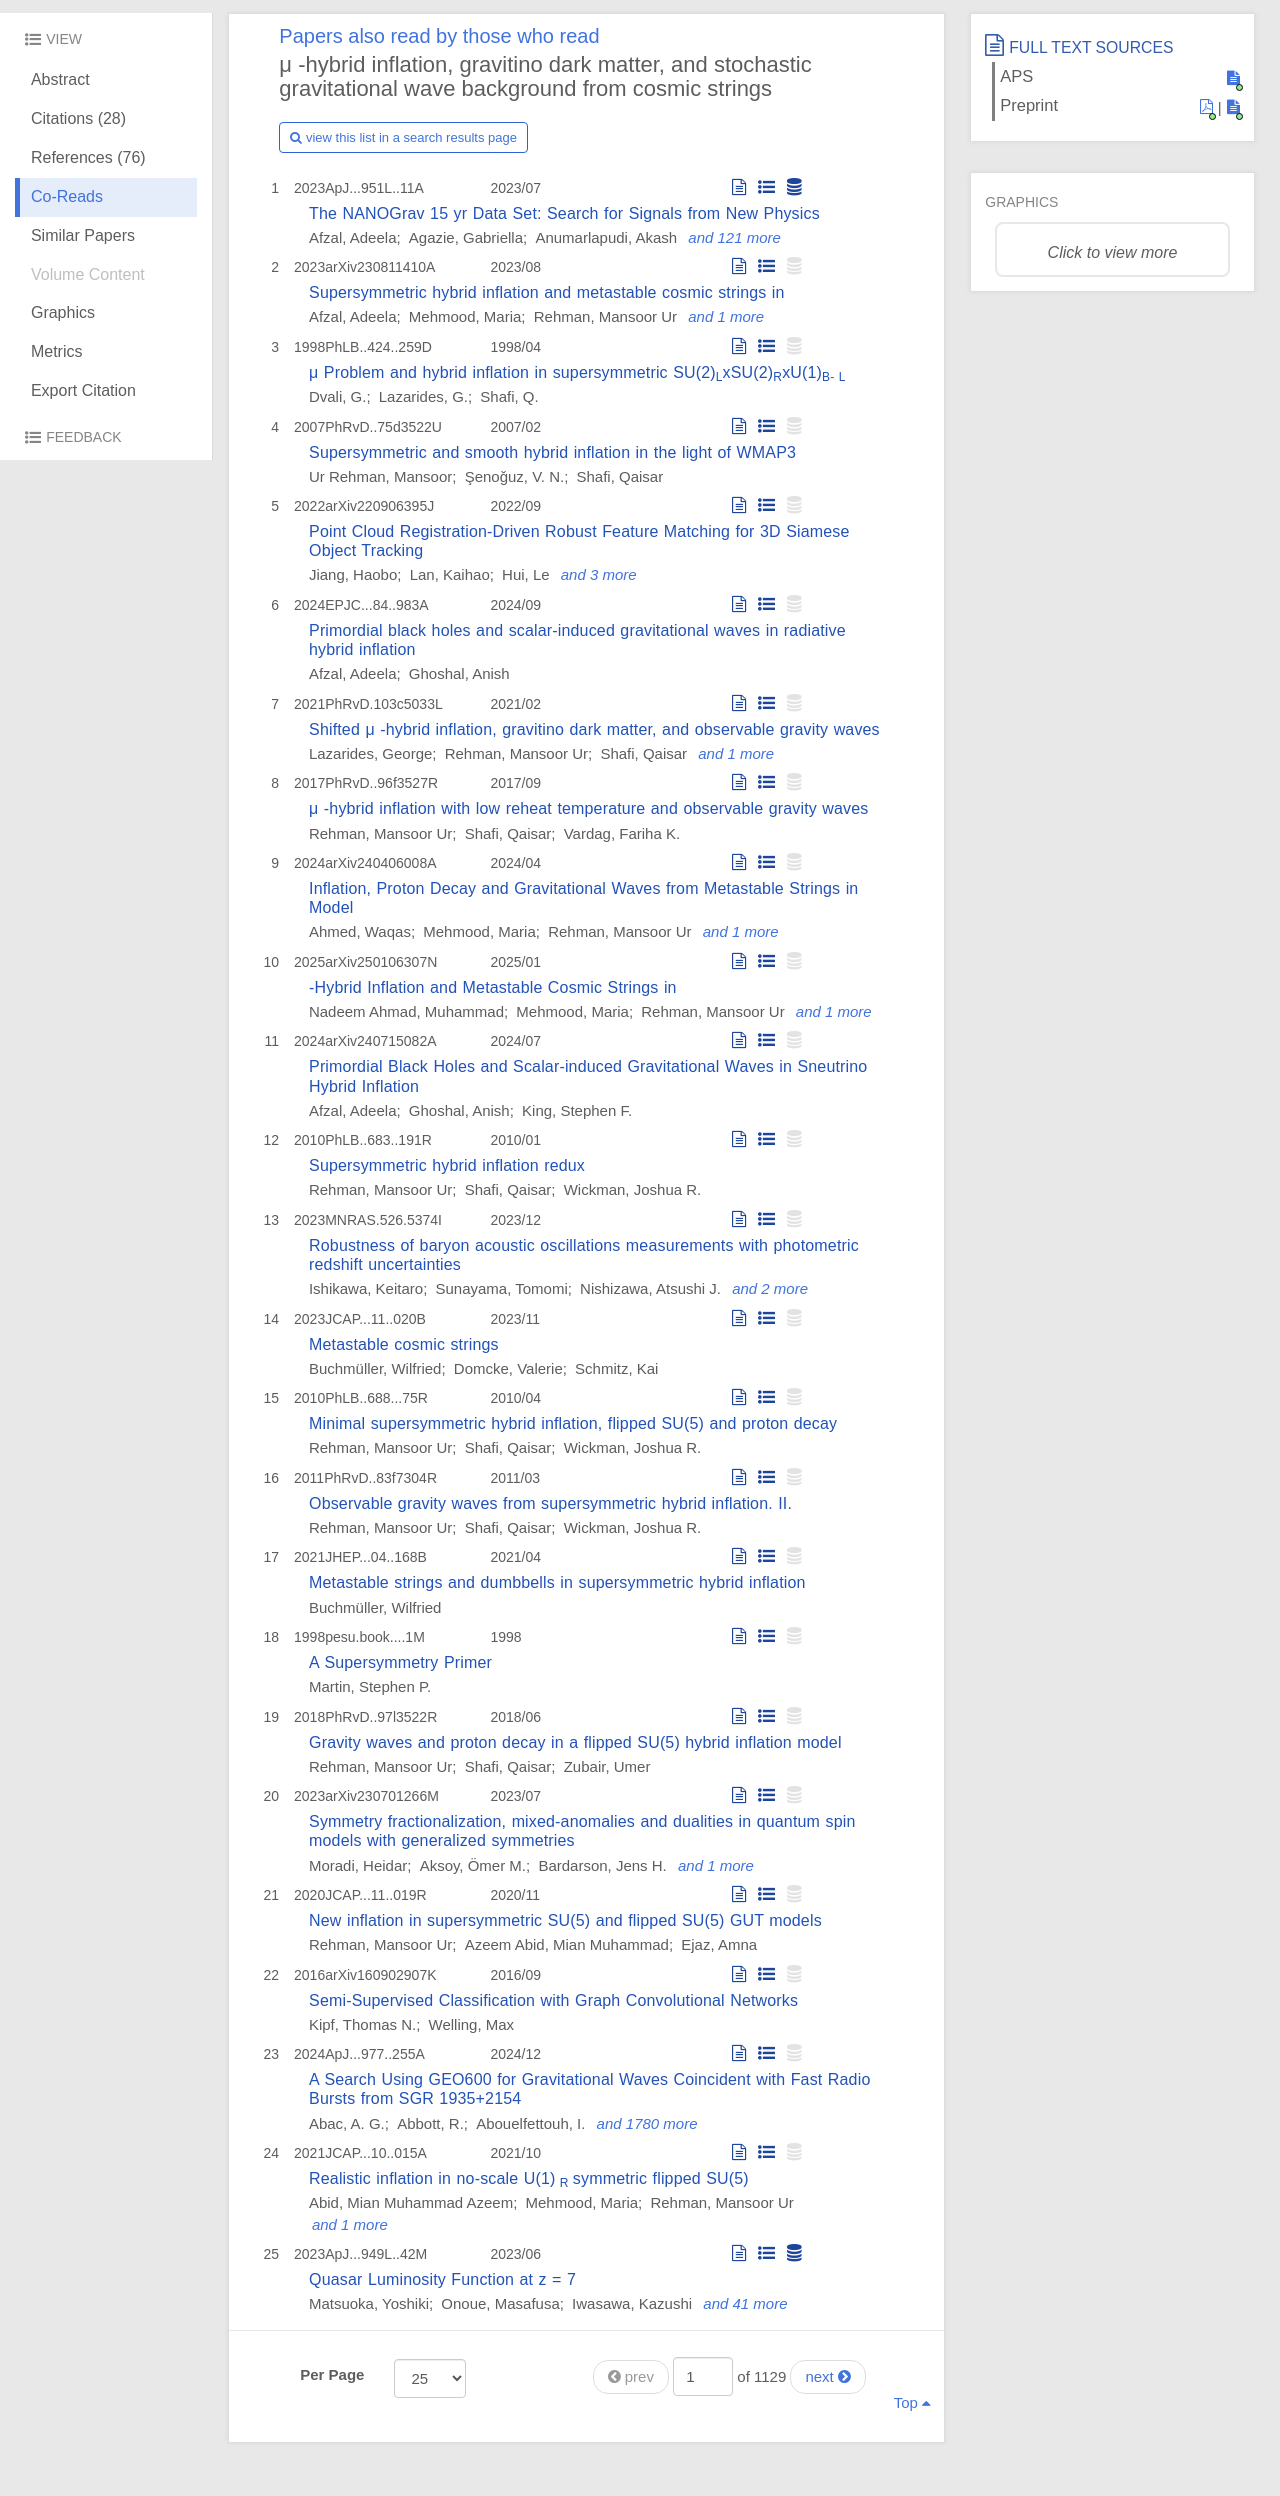 VIEW
Abstract
Citations (28)
References (76)
Co-Reads
Similar Papers
Volume Content
Graphics
Metrics
Export Citation
FEEDBACK
Papers also read by those who read
μ -hybrid inflation, gravitino dark matter, and stochastic
gravitational wave background from cosmic strings
view this list in a search results page
1 2023ApJ...951L..11A 2023/07
The NANOGrav 15 yr Data Set: Search for Signals from New Physics
Afzal, Adeela; Agazie, Gabriella; Anumarlapudi, Akash and 121 more
2 2023arXiv230811410A 2023/08
Supersymmetric hybrid inflation and metastable cosmic strings in
Afzal, Adeela; Mehmood, Maria; Rehman, Mansoor Ur and 1 more
3 1998PhLB..424..259D 1998/04
μ Problem and hybrid inflation in supersymmetric SU(2)LxSU(2)RxU(1)B- L
Dvali, G.; Lazarides, G.; Shafi, Q.
4 2007PhRvD..75d3522U 2007/02
Supersymmetric and smooth hybrid inflation in the light of WMAP3
Ur Rehman, Mansoor; Şenoğuz, V. N.; Shafi, Qaisar
5 2022arXiv220906395J 2022/09
Point Cloud Registration-Driven Robust Feature Matching for 3D Siamese
Object Tracking
Jiang, Haobo; Lan, Kaihao; Hui, Le and 3 more
6 2024EPJC...84..983A 2024/09
Primordial black holes and scalar-induced gravitational waves in radiative
hybrid inflation
Afzal, Adeela; Ghoshal, Anish
7 2021PhRvD.103c5033L 2021/02
Shifted μ -hybrid inflation, gravitino dark matter, and observable gravity waves
Lazarides, George; Rehman, Mansoor Ur; Shafi, Qaisar and 1 more
8 2017PhRvD..96f3527R 2017/09
μ -hybrid inflation with low reheat temperature and observable gravity waves
Rehman, Mansoor Ur; Shafi, Qaisar; Vardag, Fariha K.
9 2024arXiv240406008A 2024/04
Inflation, Proton Decay and Gravitational Waves from Metastable Strings in
Model
Ahmed, Waqas; Mehmood, Maria; Rehman, Mansoor Ur and 1 more
10 2025arXiv250106307N 2025/01
-Hybrid Inflation and Metastable Cosmic Strings in
Nadeem Ahmad, Muhammad; Mehmood, Maria; Rehman, Mansoor Ur and 1 more
11 2024arXiv240715082A 2024/07
Primordial Black Holes and Scalar-induced Gravitational Waves in Sneutrino
Hybrid Inflation
Afzal, Adeela; Ghoshal, Anish; King, Stephen F.
12 2010PhLB..683..191R 2010/01
Supersymmetric hybrid inflation redux
Rehman, Mansoor Ur; Shafi, Qaisar; Wickman, Joshua R.
13 2023MNRAS.526.5374I 2023/12
Robustness of baryon acoustic oscillations measurements with photometric
redshift uncertainties
Ishikawa, Keitaro; Sunayama, Tomomi; Nishizawa, Atsushi J. and 2 more
14 2023JCAP...11..020B 2023/11
Metastable cosmic strings
Buchmüller, Wilfried; Domcke, Valerie; Schmitz, Kai
15 2010PhLB..688...75R 2010/04
Minimal supersymmetric hybrid inflation, flipped SU(5) and proton decay
Rehman, Mansoor Ur; Shafi, Qaisar; Wickman, Joshua R.
16 2011PhRvD..83f7304R 2011/03
Observable gravity waves from supersymmetric hybrid inflation. II.
Rehman, Mansoor Ur; Shafi, Qaisar; Wickman, Joshua R.
17 2021JHEP...04..168B 2021/04
Metastable strings and dumbbells in supersymmetric hybrid inflation
Buchmüller, Wilfried
18 1998pesu.book....1M 1998
A Supersymmetry Primer
Martin, Stephen P.
19 2018PhRvD..97l3522R 2018/06
Gravity waves and proton decay in a flipped SU(5) hybrid inflation model
Rehman, Mansoor Ur; Shafi, Qaisar; Zubair, Umer
20 2023arXiv230701266M 2023/07
Symmetry fractionalization, mixed-anomalies and dualities in quantum spin
models with generalized symmetries
Moradi, Heidar; Aksoy, Ömer M.; Bardarson, Jens H. and 1 more
21 2020JCAP...11..019R 2020/11
New inflation in supersymmetric SU(5) and flipped SU(5) GUT models
Rehman, Mansoor Ur; Azeem Abid, Mian Muhammad; Ejaz, Amna
22 2016arXiv160902907K 2016/09
Semi-Supervised Classification with Graph Convolutional Networks
Kipf, Thomas N.; Welling, Max
23 2024ApJ...977..255A 2024/12
A Search Using GEO600 for Gravitational Waves Coincident with Fast Radio
Bursts from SGR 1935+2154
Abac, A. G.; Abbott, R.; Abouelfettouh, I. and 1780 more
24 2021JCAP...10..015A 2021/10
Realistic inflation in no-scale U(1) R symmetric flipped SU(5)
Abid, Mian Muhammad Azeem; Mehmood, Maria; Rehman, Mansoor Ur
and 1 more
25 2023ApJ...949L..42M 2023/06
Quasar Luminosity Function at z = 7
Matsuoka, Yoshiki; Onoue, Masafusa; Iwasawa, Kazushi and 41 more
Per Page 25 prev 1 of 1129 next
Top
FULL TEXT SOURCES
APS
Preprint |
GRAPHICS
Click to view more